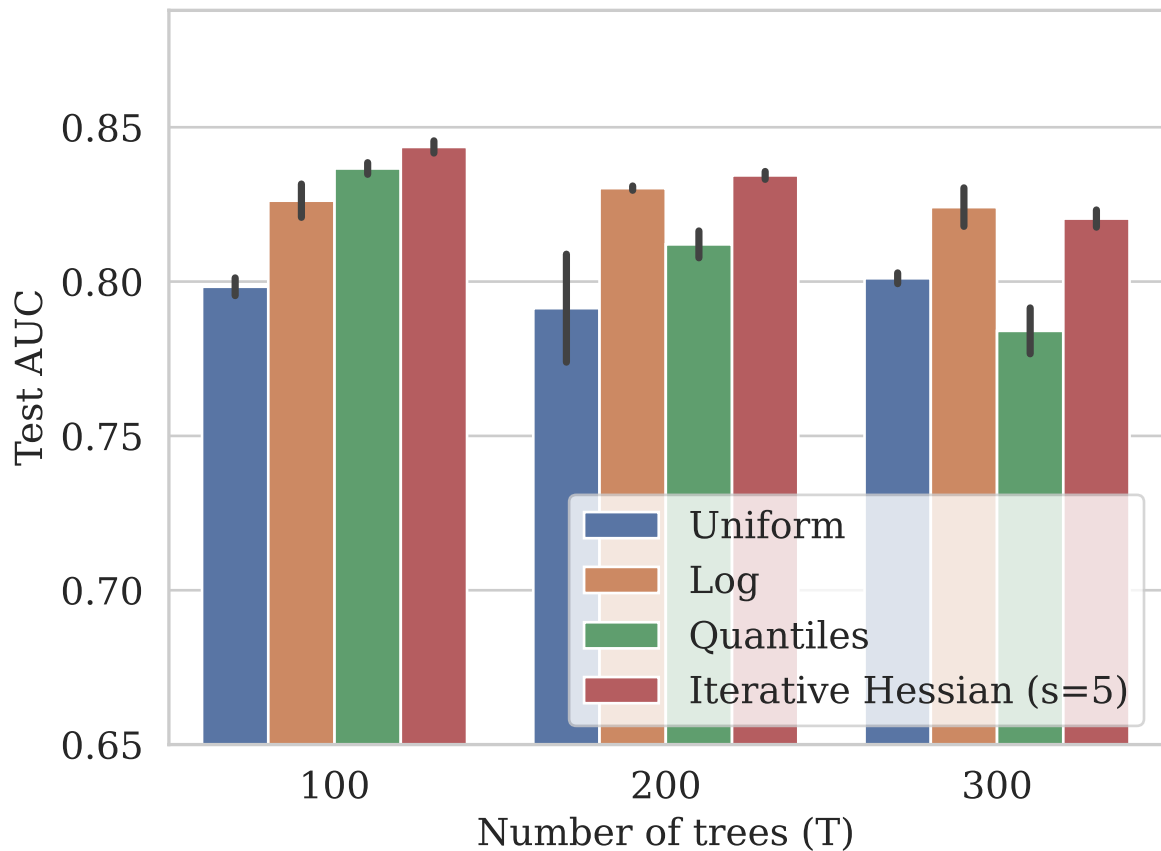 0.85
0.80
0.75
0.70
0.65
Test AUC
Uniform
Log
Quantiles
Iterative Hessian (s=5)
100 200 300
Number of trees (T)